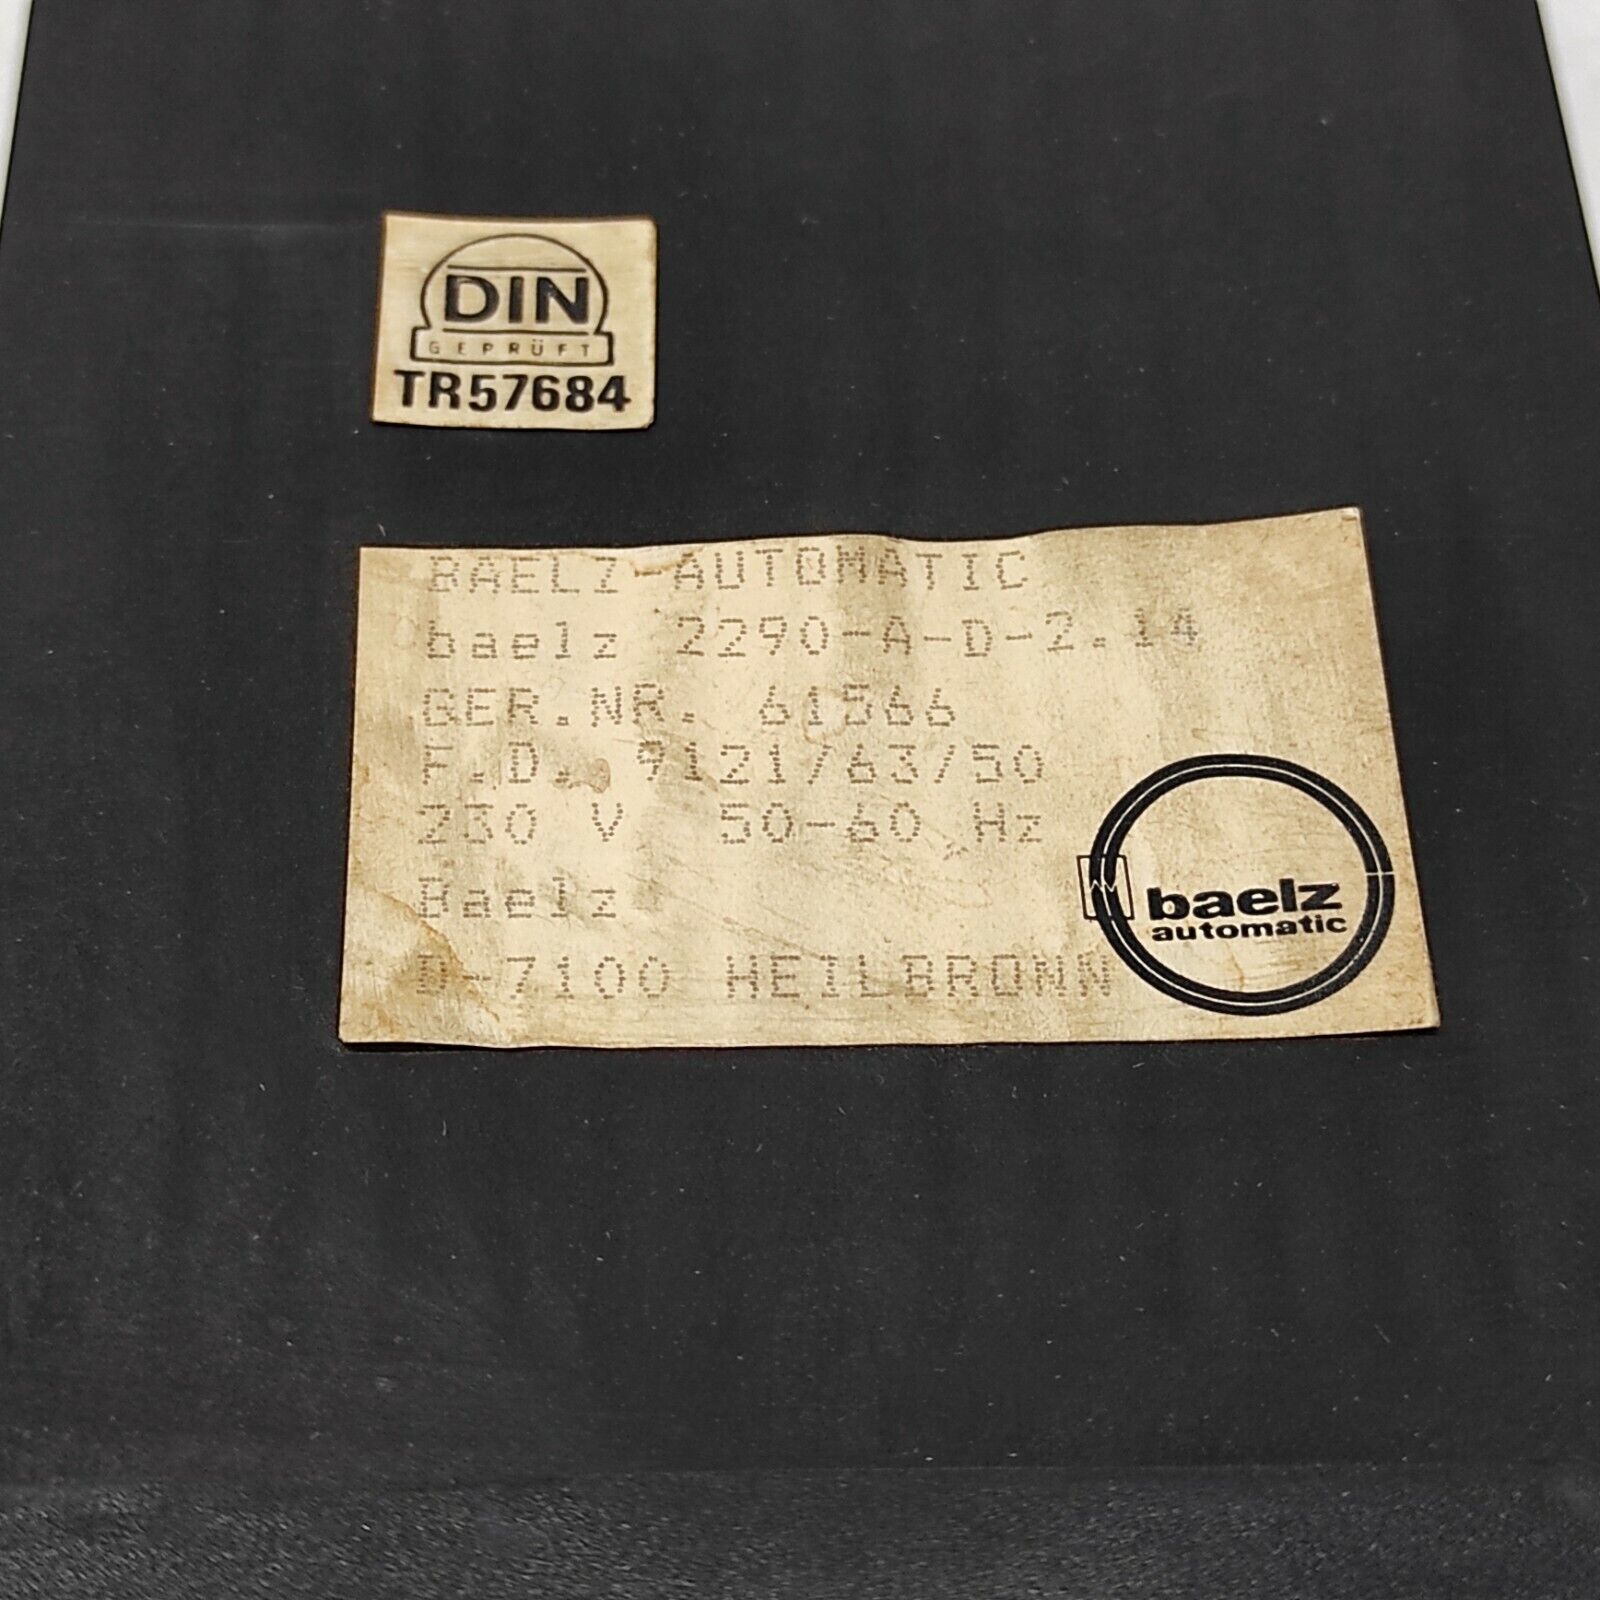 DIN
GEPRÜFT
TR57684
BAELZ-AUTOMATIC
baelz 2290-A-D-2.14
GER.NR. 61566
21/63/50
230 V 50-60 Hz
Baelz
D-7100 HEILBRONN
baelz
automatic